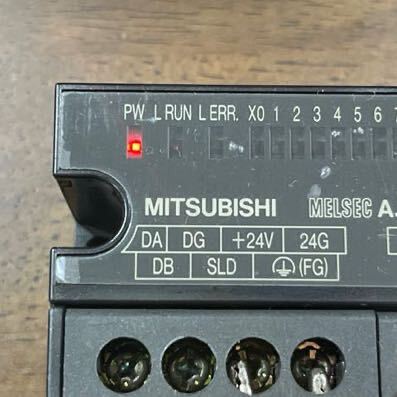 PW L RUN L ERR. X0 1 2 3 4 5 6 7
MITSUBISHI MELSEC A
DA DG +24V 24G
DB SLD (FG)